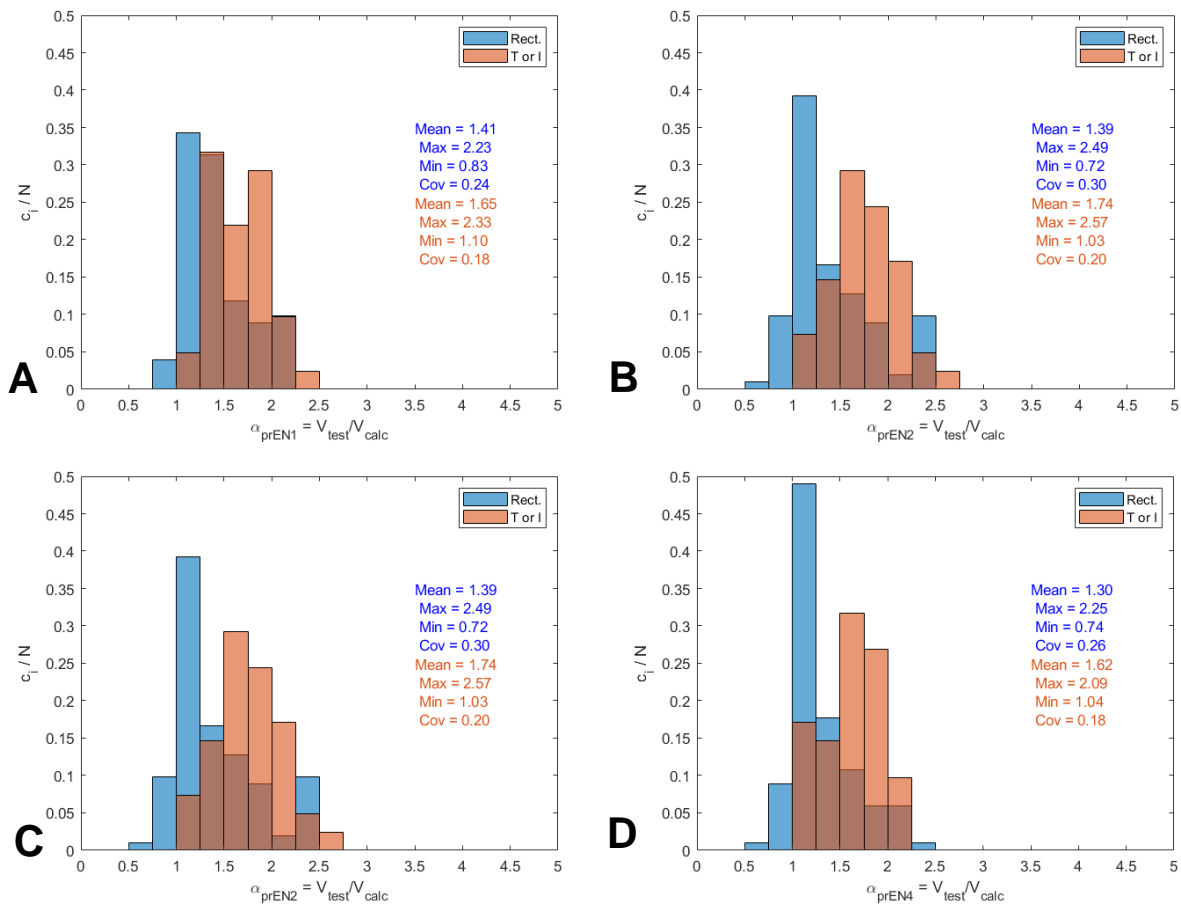 0.5
0.45
0.4
0.35
0.3
0.25
0.2
0.15
0.1
0.05
0
c_i / N
Rect.
T or I
Mean = 1.41
Max = 2.23
Min = 0.83
Cov = 0.24
Mean = 1.65
Max = 2.33
Min = 1.10
Cov = 0.18
A
0 0.5 1 1.5 2 2.5 3 3.5 4 4.5 5
α_prEN1 = V_test/V_calc
0.5
0.45
0.4
0.35
0.3
0.25
0.2
0.15
0.1
0.05
0
c_i / N
Rect.
T or I
Mean = 1.39
Max = 2.49
Min = 0.72
Cov = 0.30
Mean = 1.74
Max = 2.57
Min = 1.03
Cov = 0.20
B
0 0.5 1 1.5 2 2.5 3 3.5 4 4.5 5
α_prEN2 = V_test/V_calc
0.5
0.45
0.4
0.35
0.3
0.25
0.2
0.15
0.1
0.05
0
c_i / N
Rect.
T or I
Mean = 1.39
Max = 2.49
Min = 0.72
Cov = 0.30
Mean = 1.74
Max = 2.57
Min = 1.03
Cov = 0.20
C
0 0.5 1 1.5 2 2.5 3 3.5 4 4.5 5
α_prEN2 = V_test/V_calc
0.5
0.45
0.4
0.35
0.3
0.25
0.2
0.15
0.1
0.05
0
c_i / N
Rect.
T or I
Mean = 1.30
Max = 2.25
Min = 0.74
Cov = 0.26
Mean = 1.62
Max = 2.09
Min = 1.04
Cov = 0.18
D
0 0.5 1 1.5 2 2.5 3 3.5 4 4.5 5
α_prEN4 = V_test/V_calc